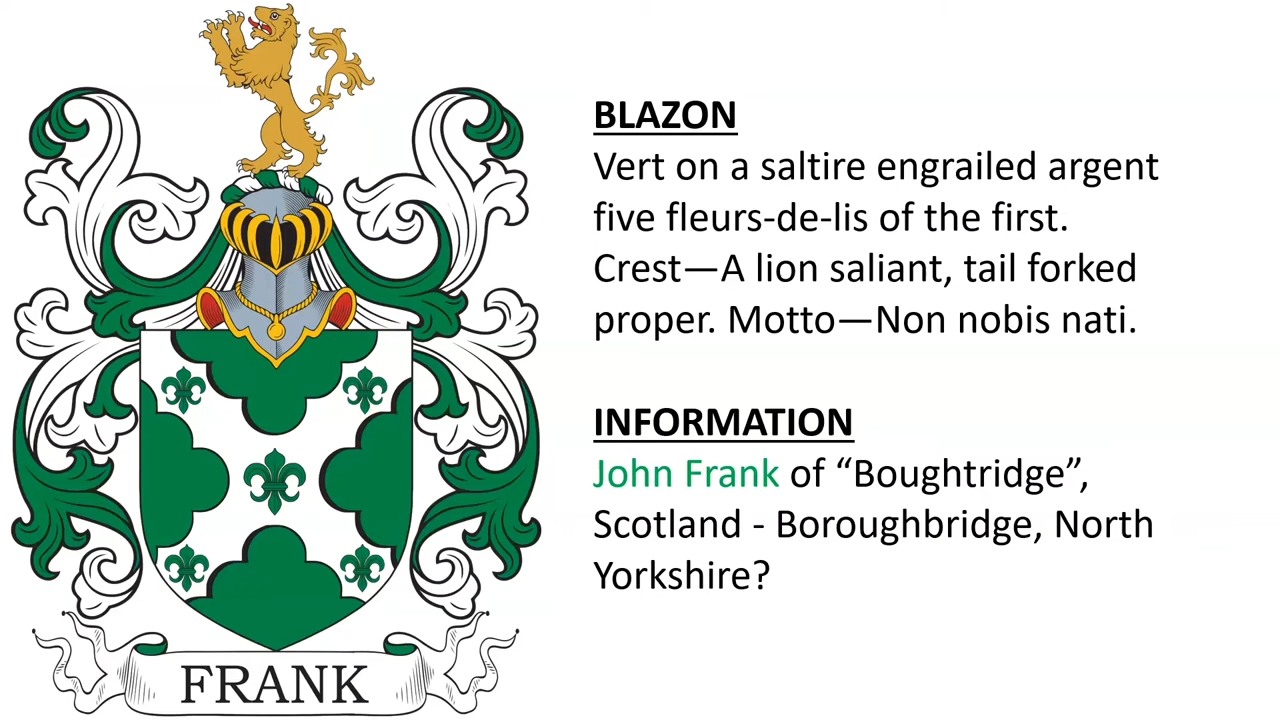 BLAZON
Vert on a saltire engrailed argent
five fleurs-de-lis of the first.
Crest—A lion saliant, tail forked
proper. Motto—Non nobis nati.
INFORMATION
John Frank of “Boughtridge”,
Scotland - Boroughbridge, North
Yorkshire?
FRANK